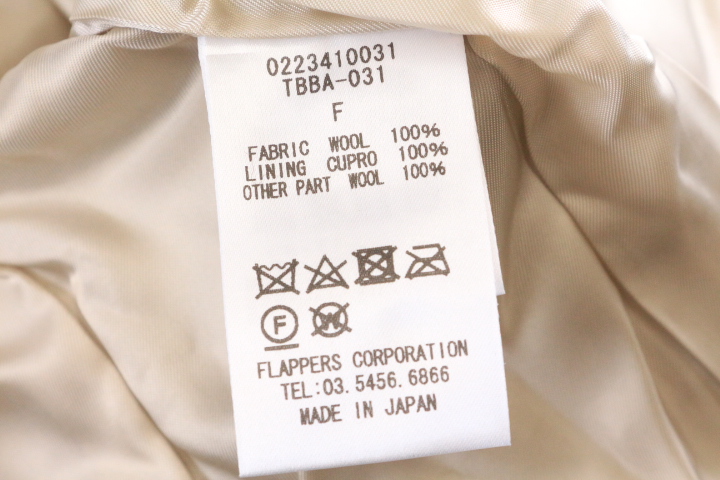 0223410031
TBBA-031
F
FABRIC WOOL 100%
LINING CUPRO 100%
OTHER PART WOOL 100%
F W
FLAPPERS CORPORATION
TEL:03.5456.6866
MADE IN JAPAN